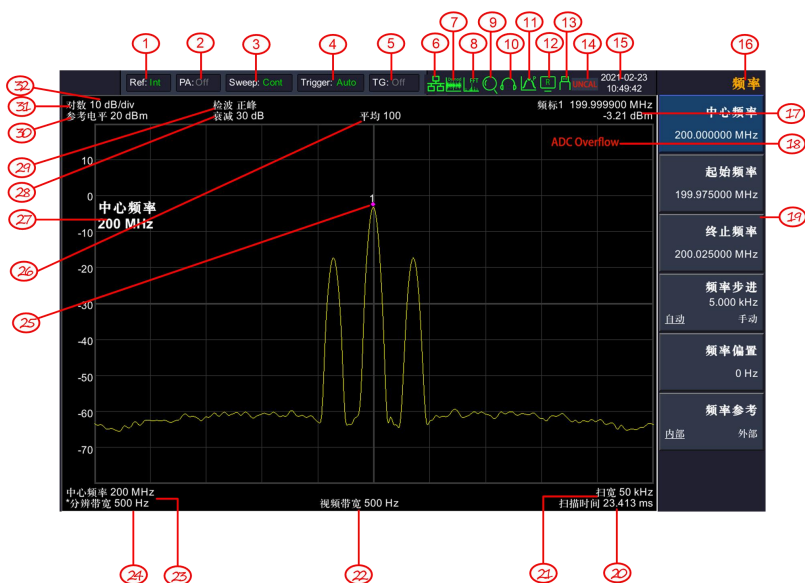 1 2 3 4 5 6 7 8 9 10 11 12 13 14 15 16
Ref: Int PA:Off Sweep: Cont Trigger: Auto TG: Off UNCAL 2021-02-23 频率
10:49:42
32 对数 10 dB/div 检波 正峰 频标1 199.999900 MHz
31 参考电平 20 dBm 衰减 30 dB 平均 100 -3.21 dBm 17
30
29
28
ADC Overflow 18
中心频率
200.000000 MHz
起始频率
199.975000 MHz
19
终止频率
200.025000 MHz
频率步进
5.000 kHz
自动 手动
频率偏置
0 Hz
频率参考
内部 外部
10
0
1
27 中心频率
200 MHz
-10
26
-20
25
-30
-40
-50
-60
-70
中心频率 200 MHz 扫宽 50 kHz
*分辨带宽 500 Hz 视频带宽 500 Hz 扫描时间 23.413 ms
24 23 22 21 20